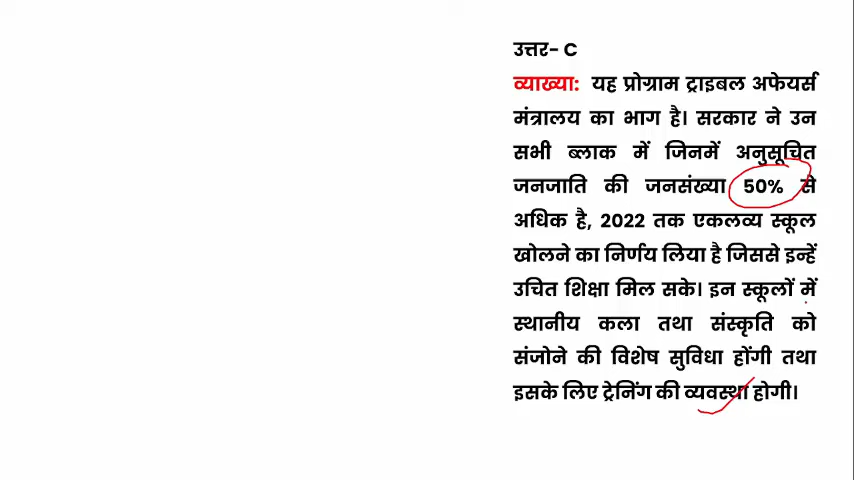 उत्तर- C
व्याख्या: यह प्रोग्राम ट्राइबल अफेयर्स
मंत्रालय का भाग है। सरकार ने उन
सभी ब्लाक में जिनमें अनुसूचित
जनजाति की जनसंख्या 50% से
अधिक है, 2022 तक एकलव्य स्कूल
खोलने का निर्णय लिया है जिससे इन्हें
उचित शिक्षा मिल सके। इन स्कूलों में
स्थानीय कला तथा संस्कृति को
संजोने की विशेष सुविधा होंगी तथा
इसके लिए ट्रेनिंग की व्यवस्था होगी।